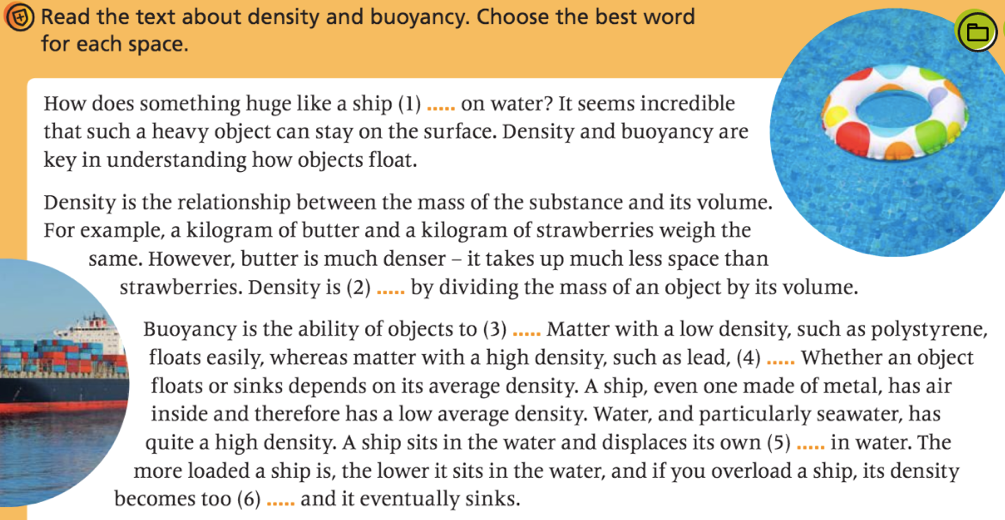 Read the text about density and buoyancy. Choose the best word
for each space.
How does something huge like a ship (1) ..... on water? It seems incredible
that such a heavy object can stay on the surface. Density and buoyancy are
key in understanding how objects float.
Density is the relationship between the mass of the substance and its volume.
For example, a kilogram of butter and a kilogram of strawberries weigh the
same. However, butter is much denser – it takes up much less space than
strawberries. Density is (2) ..... by dividing the mass of an object by its volume.
Buoyancy is the ability of objects to (3) ..... Matter with a low density, such as polystyrene,
floats easily, whereas matter with a high density, such as lead, (4) ..... Whether an object
floats or sinks depends on its average density. A ship, even one made of metal, has air
inside and therefore has a low average density. Water, and particularly seawater, has
quite a high density. A ship sits in the water and displaces its own (5) ..... in water. The
more loaded a ship is, the lower it sits in the water, and if you overload a ship, its density
becomes too (6) ..... and it eventually sinks.